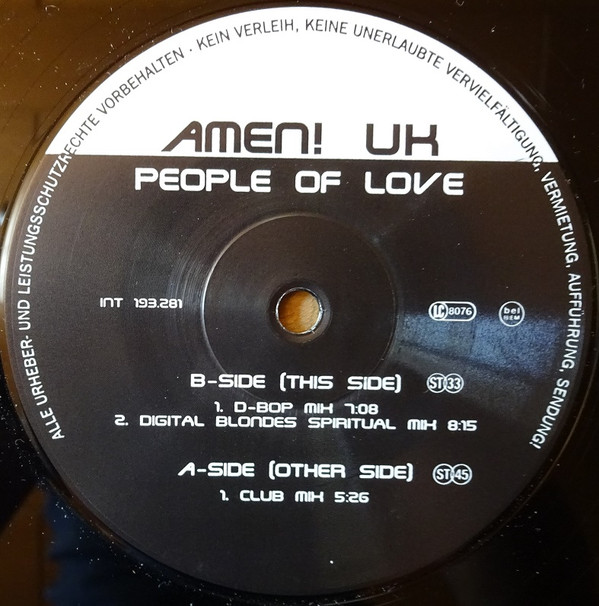 ALLE URHEBER- UND LEISTUNGSSCHUTZRECHTE VORBEHALTEN · KEIN VERLEIH, KEINE UNERLAUBTE VERVIELFÄLTIGUNG, VERMIETUNG, AUFFÜHRUNG, SENDUNG!
AMEN! UK
PEOPLE OF LOVE
INT 193.281
LC 8076
bel
BIEM
B-SIDE (THIS SIDE) ST 33
1. D-BOP MIX 7:08
2. DIGITAL BLONDES SPIRITUAL MIX 8:15
A-SIDE (OTHER SIDE) ST 45
1. CLUB MIX 5:26